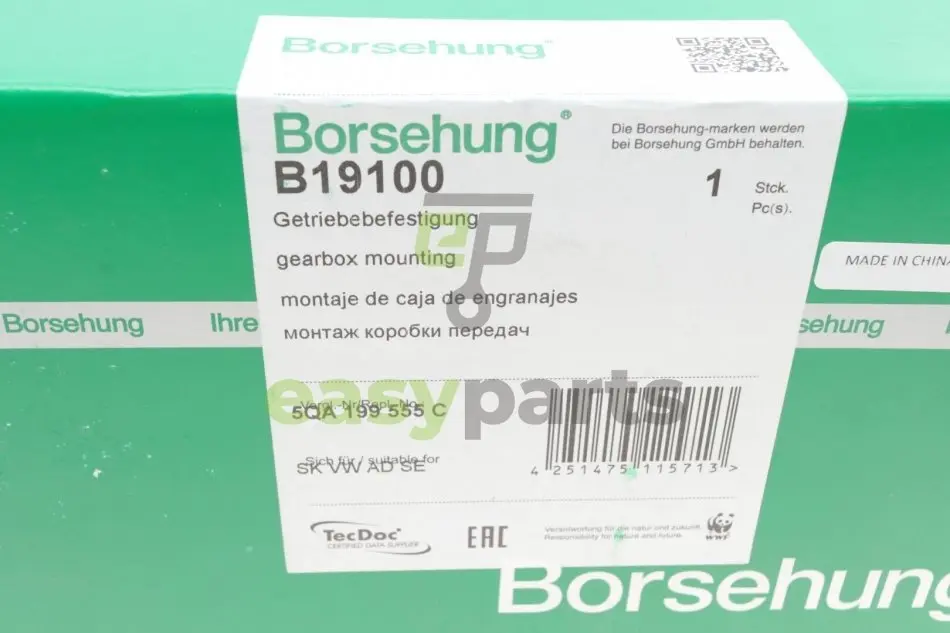 Borsehung®
Borsehung®
B19100
Die Borsehung-marken werden
bei Borsehung GmbH behalten.
1 Stck.
Pc(s).
Getriebebefestigung
gearbox mounting
montaje de caja de engranajes
монтаж коробки передач
MADE IN CHINA
Borsehung Ihre
sehung
ep
easyparts
Vergl.-Nr/Repl.-No.:
5QA 199 555 C
Sich für / suitable for
SK VW AD SE
4 251475 115713 >
TecDoc®
CERTIFIED DATA SUPPLIER
EAC
Verantwortung für die natur und zukunft.
Responsibility for nature and future.
WWF
Borsehung